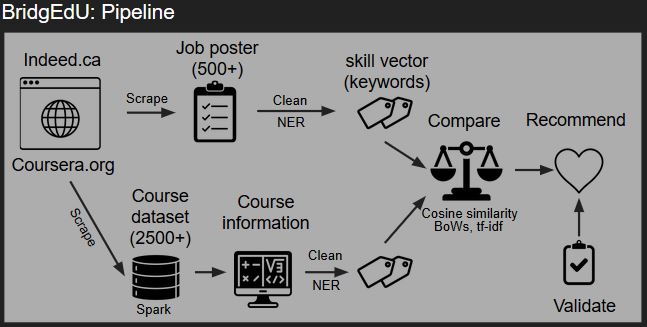 BridgEdU: Pipeline
Indeed.ca
Coursera.org
Scrape
Job poster
(500+)
Clean
NER
skill vector
(keywords)
Scrape
Course
dataset
(2500+)
Spark
Course
information
+ -
× ÷
√
</>
Clean
NER
Compare
Cosine similarity
BoWs, tf-idf
Recommend
Validate